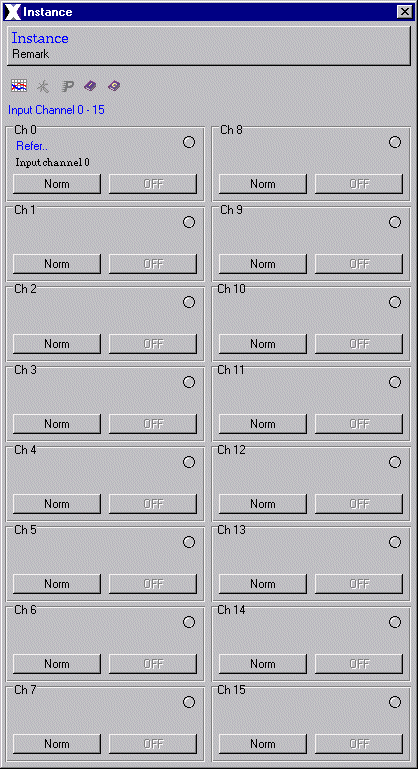 Instance
Instance
Remark
Input Channel 0 - 15
Ch 0
Refer..
Input channel 0
Norm OFF
Ch 8
Norm OFF
Ch 1
Norm OFF
Ch 9
Norm OFF
Ch 2
Norm OFF
Ch 10
Norm OFF
Ch 3
Norm OFF
Ch 11
Norm OFF
Ch 4
Norm OFF
Ch 12
Norm OFF
Ch 5
Norm OFF
Ch 13
Norm OFF
Ch 6
Norm OFF
Ch 14
Norm OFF
Ch 7
Norm OFF
Ch 15
Norm OFF